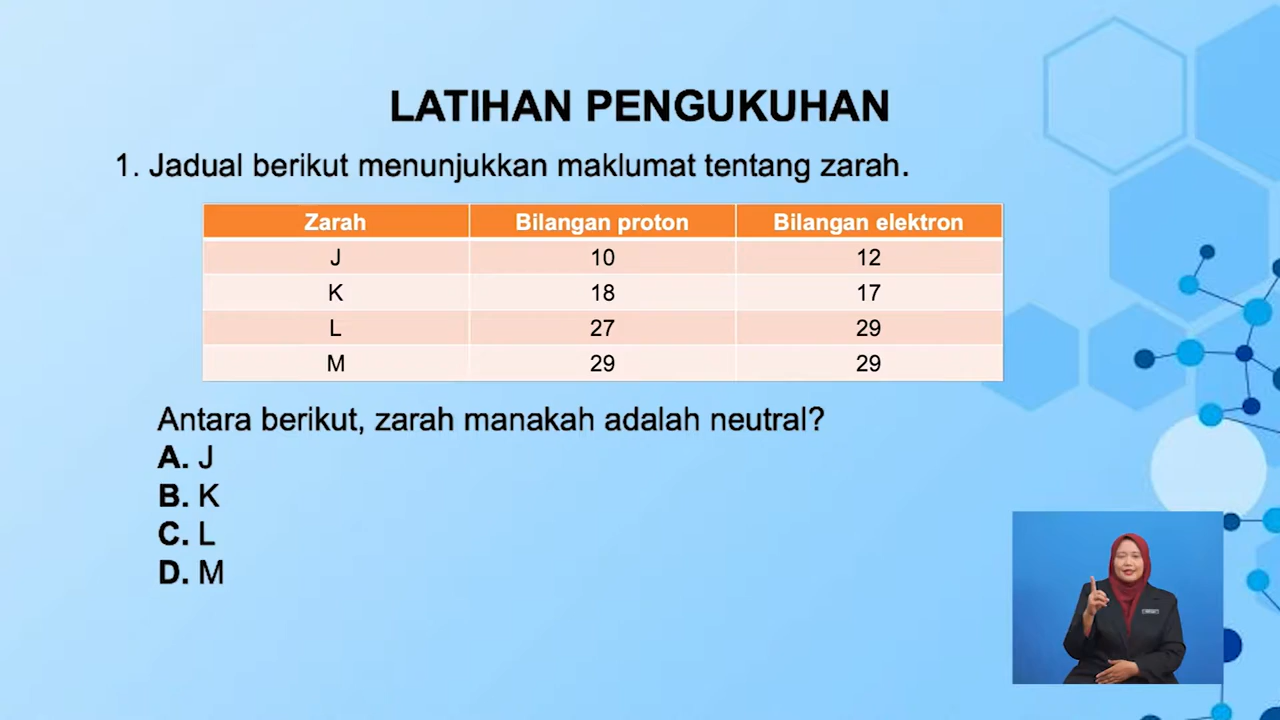 LATIHAN PENGUKUHAN
1. Jadual berikut menunjukkan maklumat tentang zarah.
Zarah Bilangan proton Bilangan elektron
J 10 12
K 18 17
L 27 29
M 29 29
Antara berikut, zarah manakah adalah neutral?
A. J
B. K
C. L
D. M